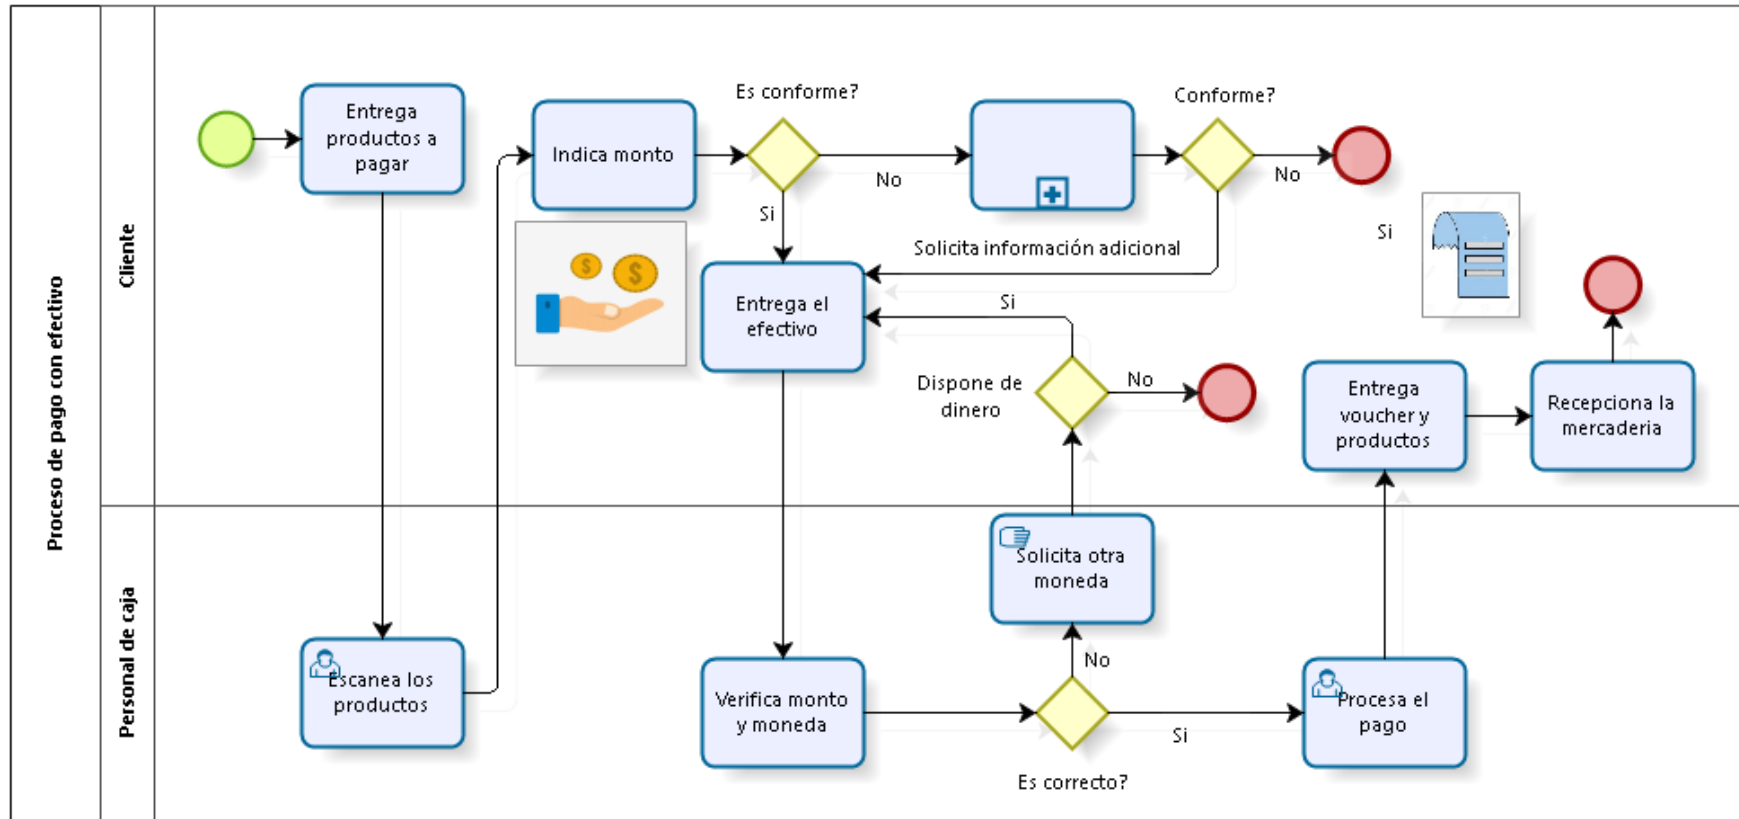 Proceso de pago con efectivo
Cliente
Entrega
productos a
pagar
Indica monto
Es conforme?
No
Si
Conforme?
No
Si
Solicita información adicional
Entrega el
efectivo
Si
Dispone de
dinero
No
Entrega
voucher y
productos
Recepciona la
mercaderia
Personal de caja
Escanea los
productos
Verifica monto
y moneda
Solicita otra
moneda
No
Es correcto?
Si
Procesa el
pago
$
$